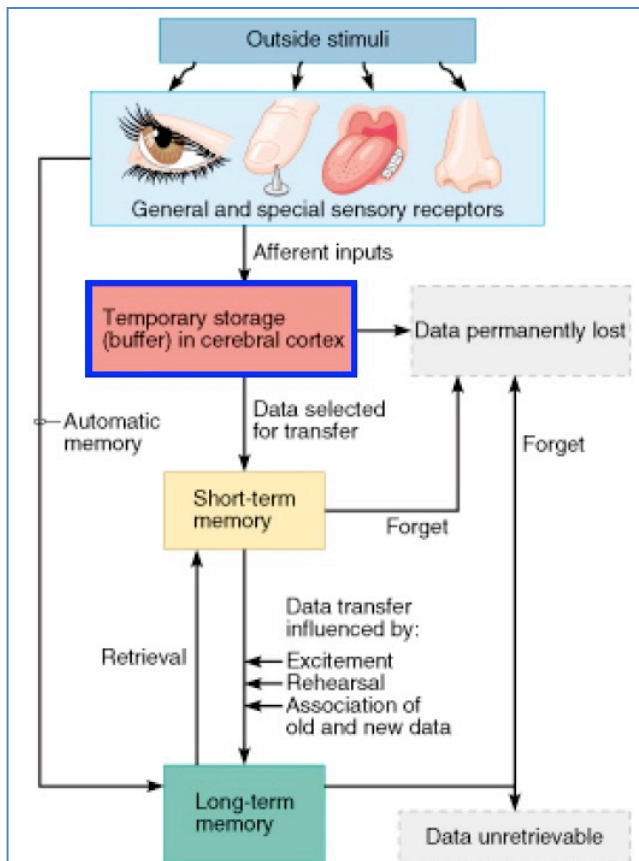 Outside stimuli
General and special sensory receptors
Afferent inputs
Temporary storage
(buffer) in cerebral cortex
Data permanently lost
Automatic
memory
Data selected
for transfer
Forget
Short-term
memory
Forget
Retrieval
Data transfer
influenced by:
Excitement
Rehearsal
Association of
old and new data
Long-term
memory
Data unretrievable